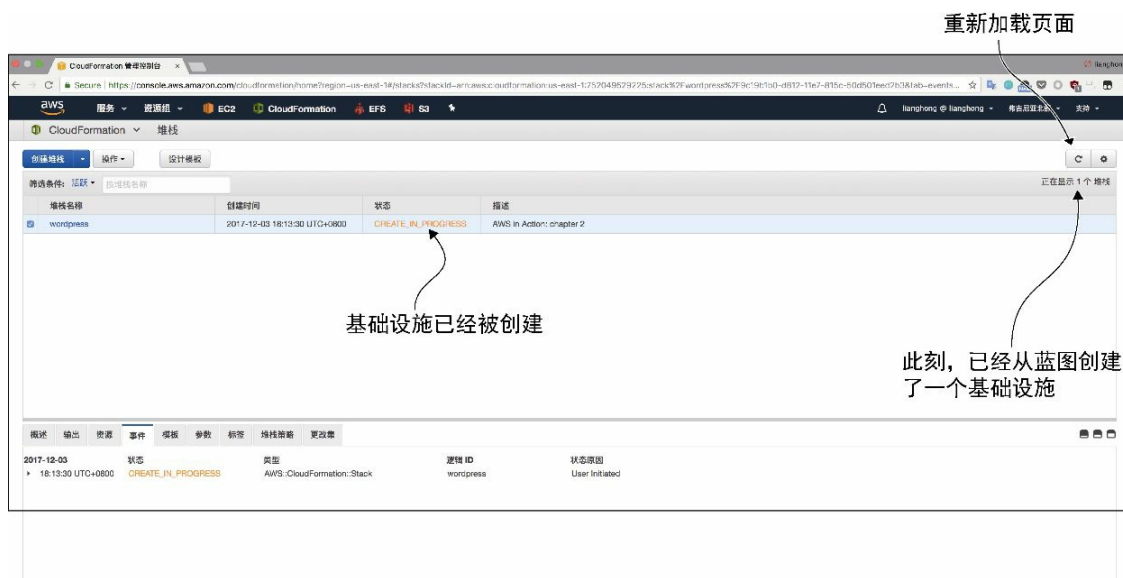 重新加载页面
CloudFormation 管理控制台 ×
lianghon
Secure https://console.aws.amazon.com/cloudformation/home?region=us-east-1#/stacks?stackId=
aws 服务 资源组 EC2 CloudFormation EFS S3 lianghong @ lianghong 弗吉尼亚北部 支持
CloudFormation 堆栈
创建堆栈 操作 设计模板
筛选条件: 活跃 按堆栈名称 正在显示 1 个 堆栈
堆栈名称 创建时间 状态 描述
wordpress 2017-12-03 18:13:30 UTC+0800 CREATE_IN_PROGRESS AWS in Action: chapter 2
基础设施已经被创建
此刻，已经从蓝图创建
了一个基础设施
概述 输出 资源 事件 模板 参数 标签 堆栈策略 更改集
2017-12-03 状态 类型 逻辑 ID 状态原因
18:13:30 UTC+0800 CREATE_IN_PROGRESS AWS::CloudFormation::Stack wordpress User Initiated